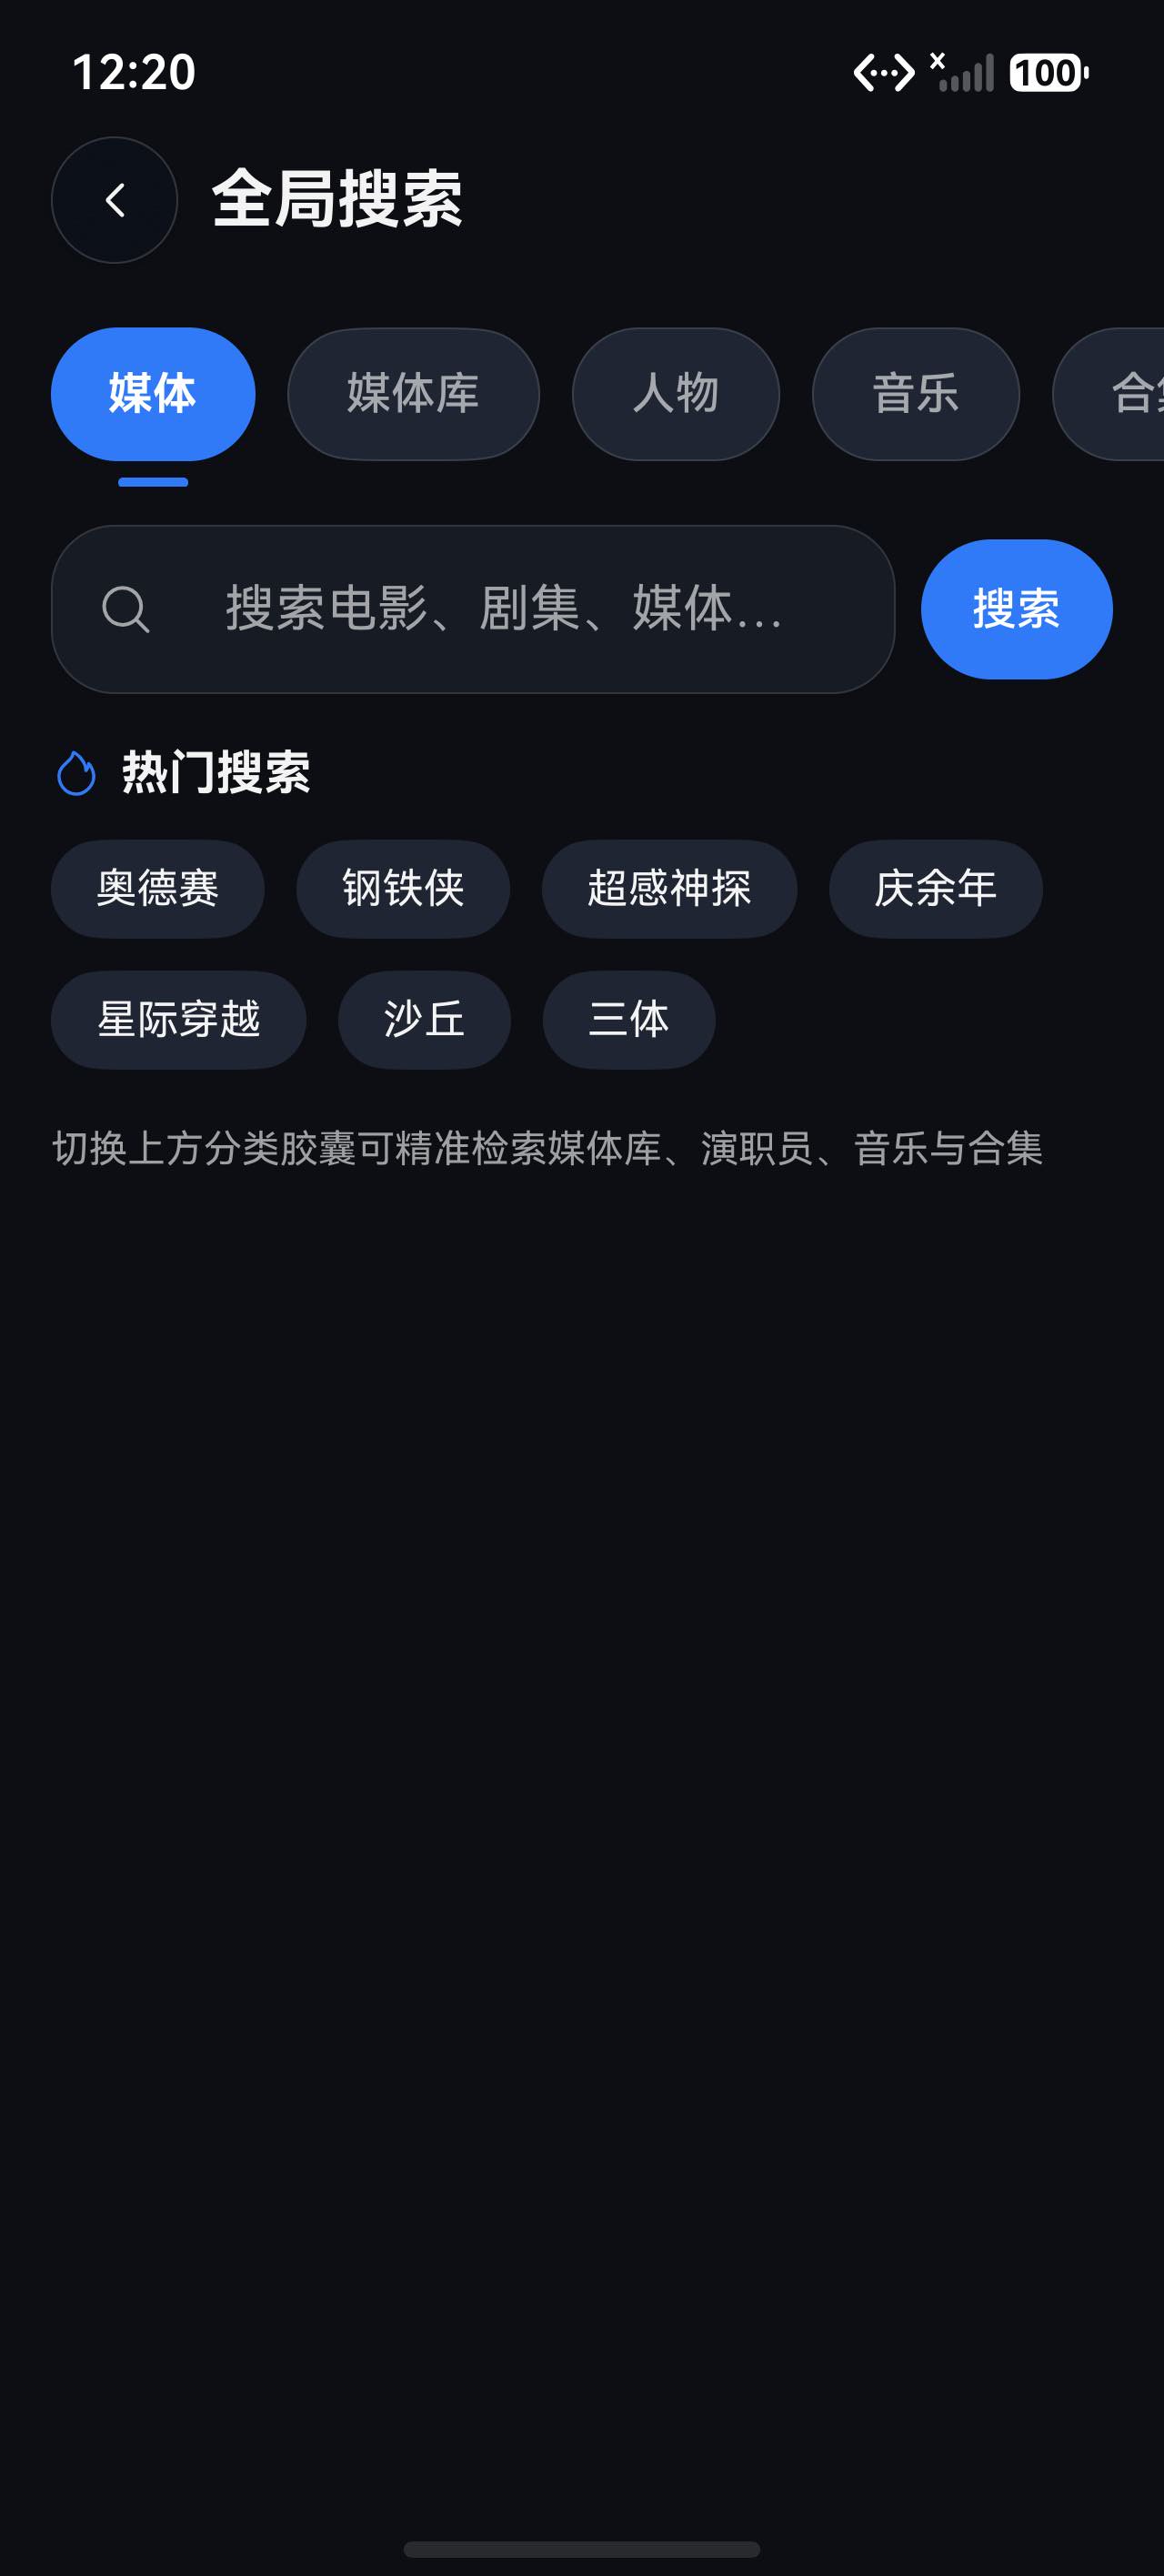 12:20
100
全局搜索
媒体 媒体库 人物 音乐 合集
搜索电影、剧集、媒体...
搜索
热门搜索
奥德赛 钢铁侠 超感神探 庆余年
星际穿越 沙丘 三体
切换上方分类胶囊可精准检索媒体库、演职员、音乐与合集